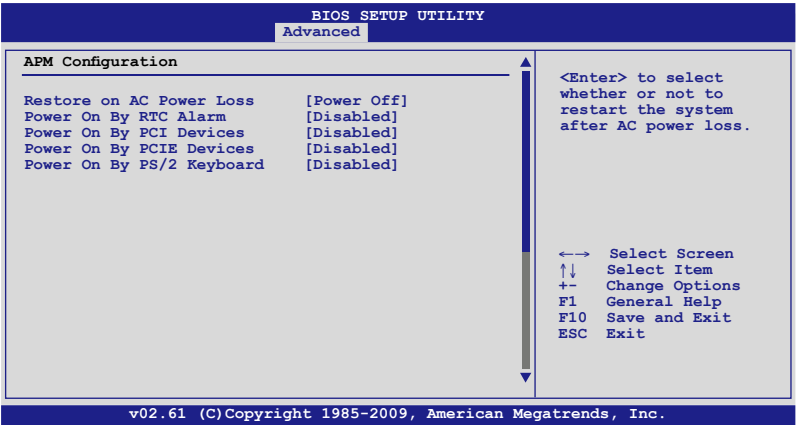 BIOS SETUP UTILITY
Advanced
APM Configuration
Restore on AC Power Loss [Power Off]
Power On By RTC Alarm [Disabled]
Power On By PCI Devices [Disabled]
Power On By PCIE Devices [Disabled]
Power On By PS/2 Keyboard [Disabled]
<Enter> to select
whether or not to
restart the system
after AC power loss.
←→ Select Screen
↑↓ Select Item
+- Change Options
F1 General Help
F10 Save and Exit
ESC Exit
v02.61 (C)Copyright 1985-2009, American Megatrends, Inc.